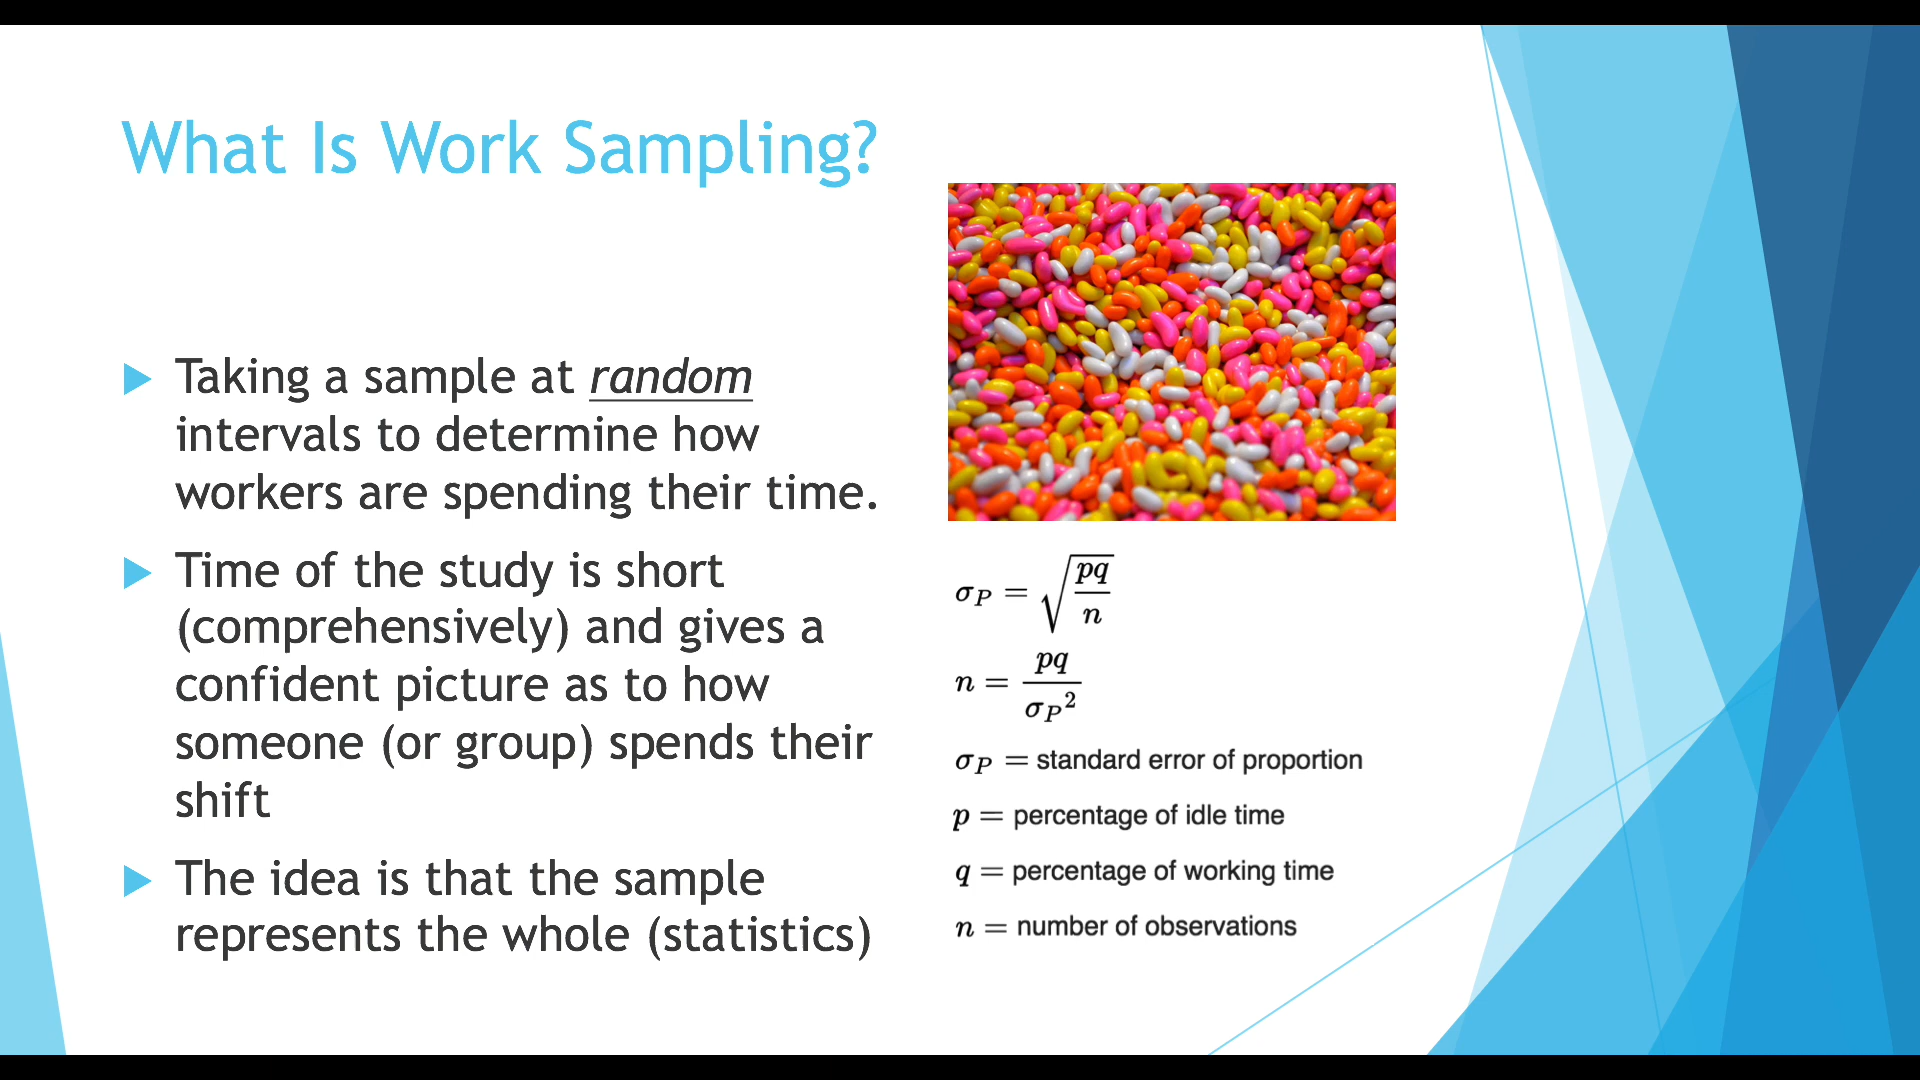 What Is Work Sampling?
Taking a sample at random
intervals to determine how
workers are spending their time.
Time of the study is short
(comprehensively) and gives a
confident picture as to how
someone (or group) spends their
shift
The idea is that the sample
represents the whole (statistics)
σ_P = √(pq/n)
n = pq/σ_P²
σ_P = standard error of proportion
p = percentage of idle time
q = percentage of working time
n = number of observations